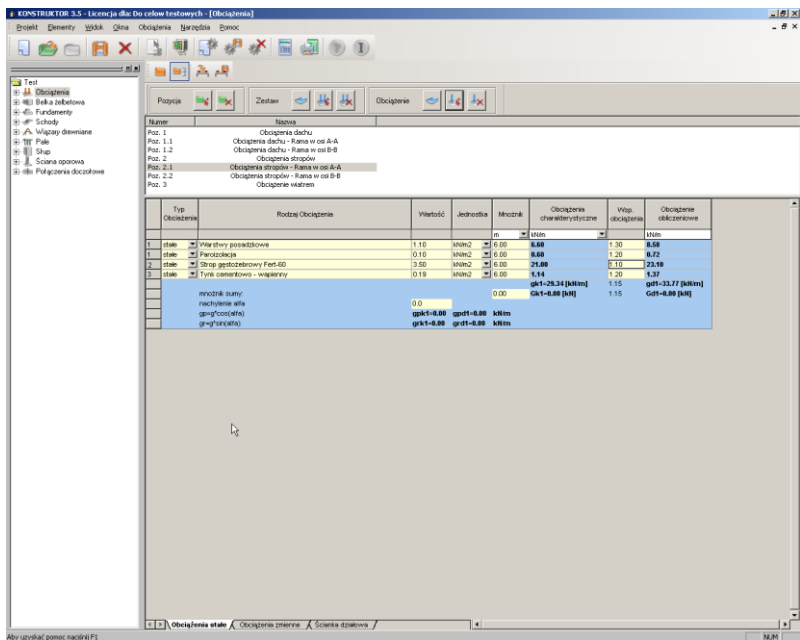 KONSTRUKTOR 3.5 - Licencja dla: Do celow testowych - [Obciążenia]
Projekt Elementy Widok Okna Obciążenia Narzędzia Pomoc
Test
Obciążenia
Belka żelbetowa
Fundamenty
Schody
Wiązary drewniane
Pale
Słup
Ściana oporowa
Połączenia doczołowe
Pozycja Zestaw Obciążenie
Numer Nazwa
Poz. 1 Obciążenia dachu
Poz. 1.1 Obciążenia dachu - Rama w osi A-A
Poz. 1.2 Obciążenia dachu - Rama w osi B-B
Poz. 2 Obciążenia stropów
Poz. 2.1 Obciążenia stropów - Rama w osi A-A
Poz. 2.2 Obciążenia stropów - Rama w osi B-B
Poz. 3 Obciążenie wiatrem
Typ Obciążenia Rodzaj Obciążenia Wartość Jednostka Mnożnik Obciążenia charakterystyczne Wsp. obciążenia Obciążenie obliczeniowe
m kN/m kN/m
1 stałe Warstwy posadzkowe 1.10 kN/m2 6.00 6.60 1.30 8.58
1 stałe Paroizolacja 0.10 kN/m2 6.00 0.60 1.20 0.72
2 stałe Strop gęstożebrowy Fert-60 3.50 kN/m2 6.00 21.00 1.10 23.10
3 stałe Tynk cementowo - wapienny 0.19 kN/m2 6.00 1.14 1.20 1.37
gk1=29.34 [kN/m] 1.15 gd1=33.77 [kN/m]
mnożnik sumy: 0.00 Gk1=0.00 [kN] 1.15 Gd1=0.00 [kN]
nachylenie alfa 0.0
gp=g*cos(alfa) gpk1=0.00 gpd1=0.00 kN/m
gr=g*sin(alfa) grk1=0.00 grd1=0.00 kN/m
Obciążenia stałe Obciążenia zmienne Ścianka działowa
Aby uzyskać pomoc naciśnij F1 NUM